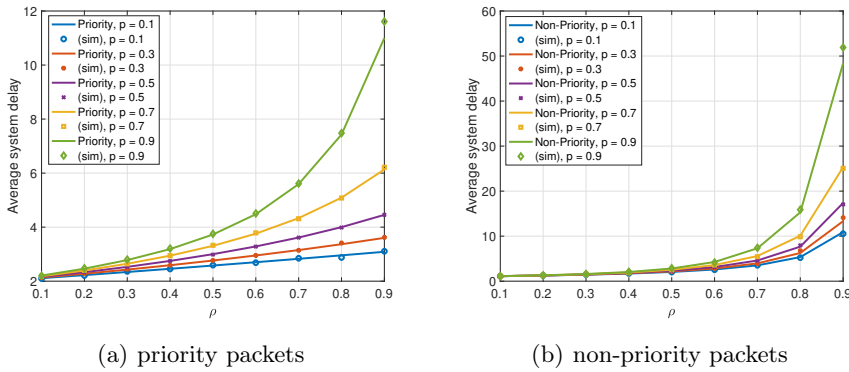 12
10
8
6
4
2
Average system delay
Priority, p = 0.1
(sim), p = 0.1
Priority, p = 0.3
(sim), p = 0.3
Priority, p = 0.5
(sim), p = 0.5
Priority, p = 0.7
(sim), p = 0.7
Priority, p = 0.9
(sim), p = 0.9
0.1 0.2 0.3 0.4 0.5 0.6 0.7 0.8 0.9
ρ
(a) priority packets
60
50
40
30
20
10
0
Average system delay
Non-Priority, p = 0.1
(sim), p = 0.1
Non-Priority, p = 0.3
(sim), p = 0.3
Non-Priority, p = 0.5
(sim), p = 0.5
Non-Priority, p = 0.7
(sim), p = 0.7
Non-Priority, p = 0.9
(sim), p = 0.9
0.1 0.2 0.3 0.4 0.5 0.6 0.7 0.8 0.9
ρ
(b) non-priority packets